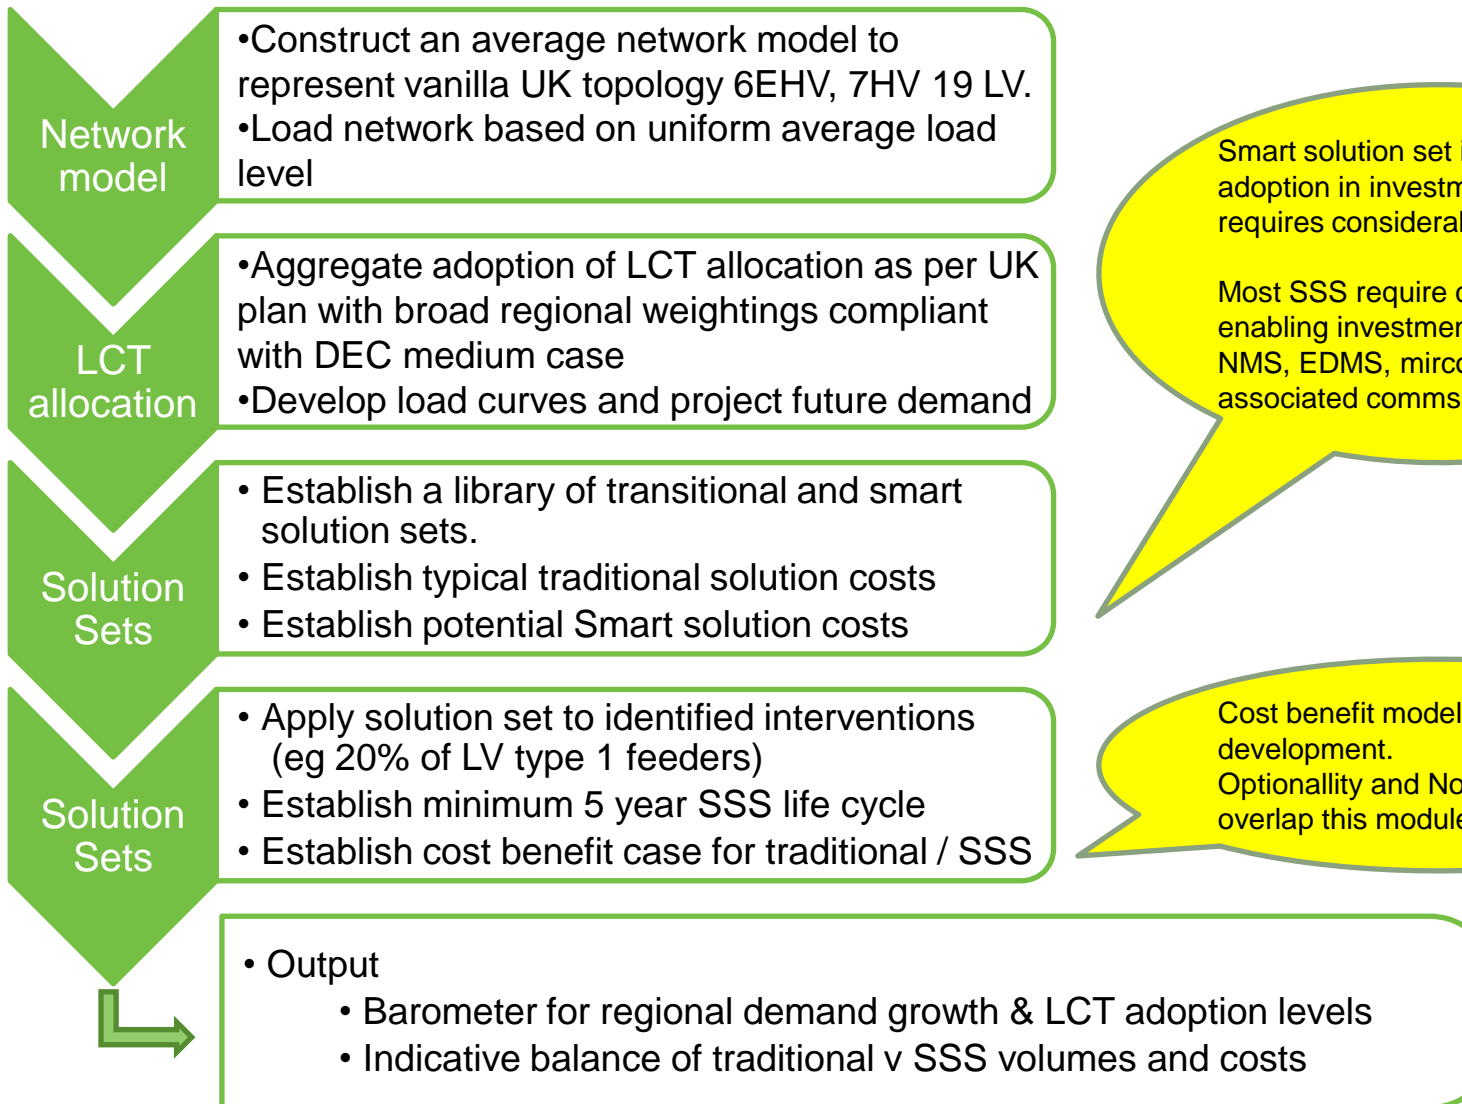 Network
model
•Construct an average network model to
represent vanilla UK topology 6EHV, 7HV 19 LV.
•Load network based on uniform average load
level
LCT
allocation
•Aggregate adoption of LCT allocation as per UK
plan with broad regional weightings compliant
with DEC medium case
•Develop load curves and project future demand
Solution
Sets
• Establish a library of transitional and smart
solution sets.
• Establish typical traditional solution costs
• Establish potential Smart solution costs
Solution
Sets
• Apply solution set to identified interventions
(eg 20% of LV type 1 feeders)
• Establish minimum 5 year SSS life cycle
• Establish cost benefit case for traditional / SSS
• Output
• Barometer for regional demand growth & LCT adoption levels
• Indicative balance of traditional v SSS volumes and costs
Smart solution set
adoption in
requires
Most SSS require
enabling
NMS, EDMS,
associated comms
Cost benefit model
development.
Optionallity and
overlap this